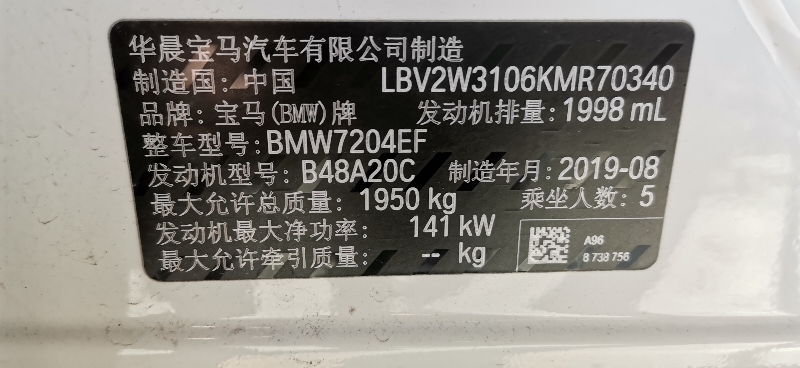 华晨宝马汽车有限公司制造
制造国: 中国 LBV2W3106KMR70340
品牌: 宝马(BMW)牌 发动机排量: 1998 mL
整车型号: BMW7204EF
发动机型号: B48A20C 制造年月: 2019-08
最大允许总质量: 1950 kg 乘坐人数: 5
发动机最大净功率: 141 kW
最大允许牵引质量: -- kg
A96
8 738 756